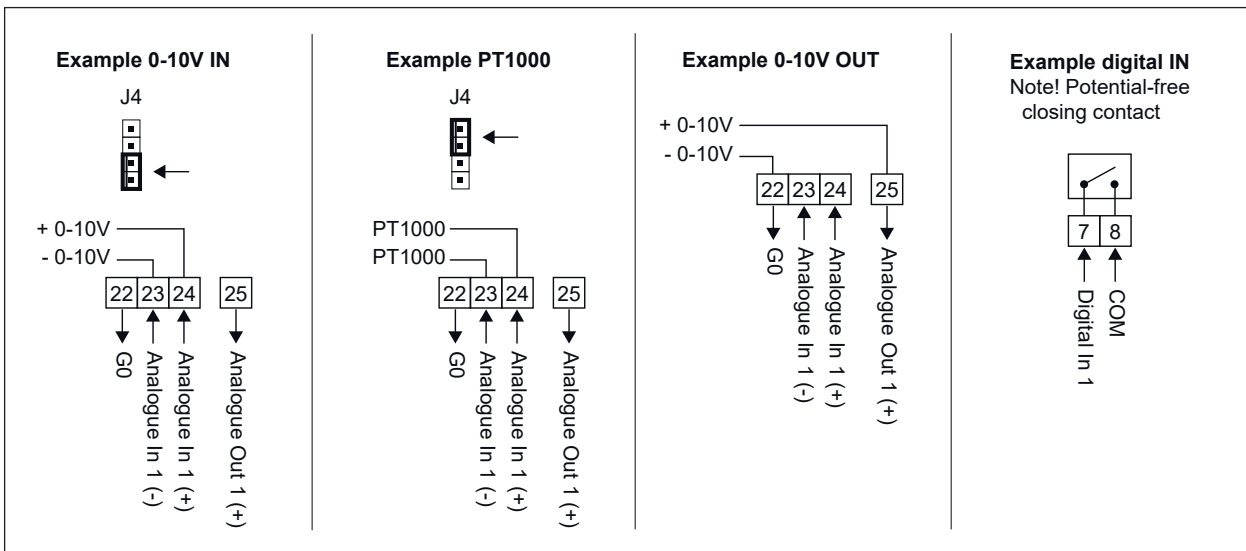 Example 0-10V IN
J4
+ 0-10V
- 0-10V
22 23 24 25
G0
Analogue In 1 (-)
Analogue In 1 (+)
Analogue Out 1 (+)
Example PT1000
J4
PT1000
PT1000
22 23 24 25
G0
Analogue In 1 (-)
Analogue In 1 (+)
Analogue Out 1 (+)
Example 0-10V OUT
+ 0-10V
- 0-10V
22 23 24 25
G0
Analogue In 1 (-)
Analogue In 1 (+)
Analogue Out 1 (+)
Example digital IN
Note! Potential-free
closing contact
7 8
Digital In 1
COM